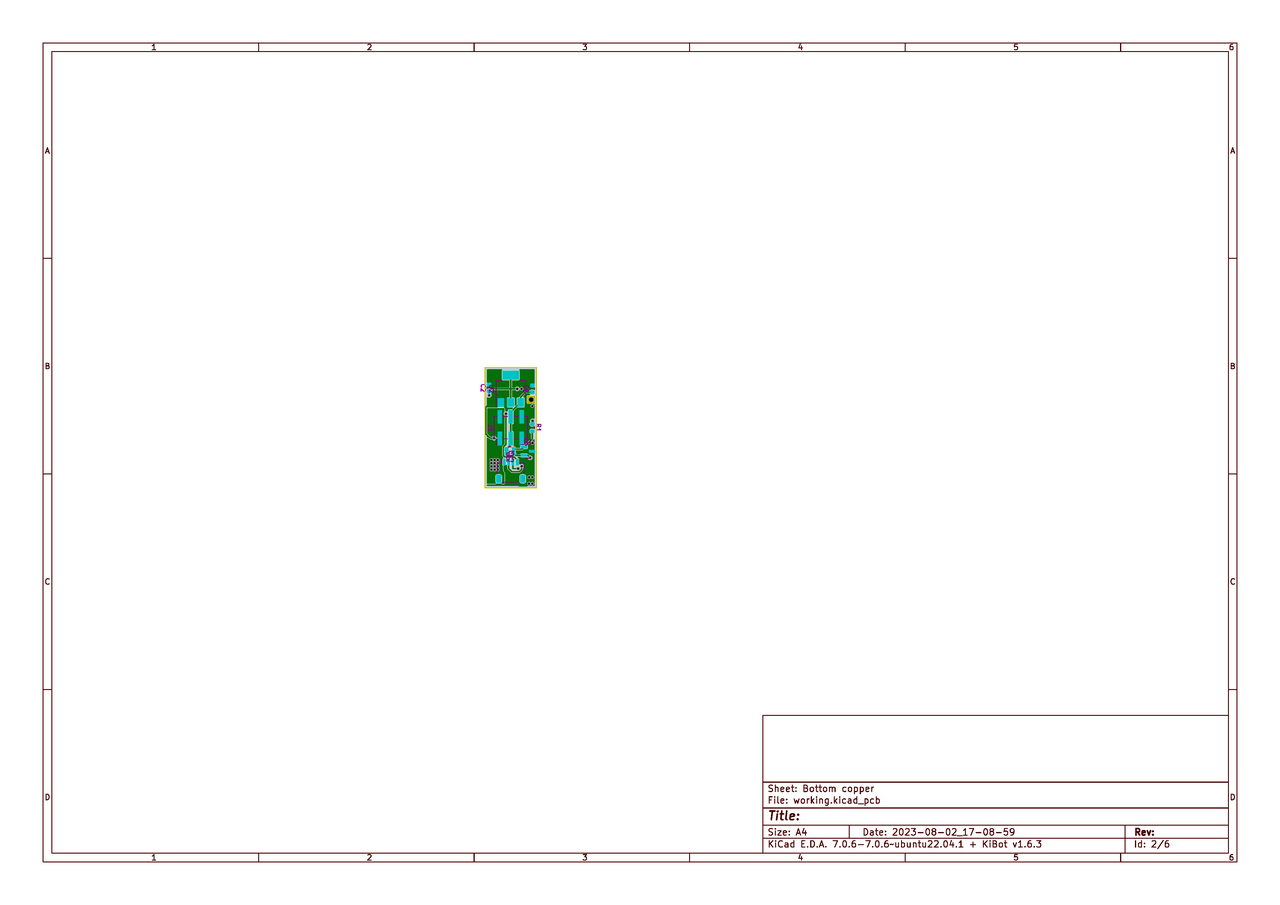 1 2 3 4 5 6
A A
B B
C C
D D
Sheet: Bottom copper
File: working.kicad_pcb
Title:
Size: A4 Date: 2023-08-02_17-08-59 Rev:
KiCad E.D.A. 7.0.6-7.0.6~ubuntu22.04.1 + KiBot v1.6.3 Id: 2/6
1 2 3 4 5 6